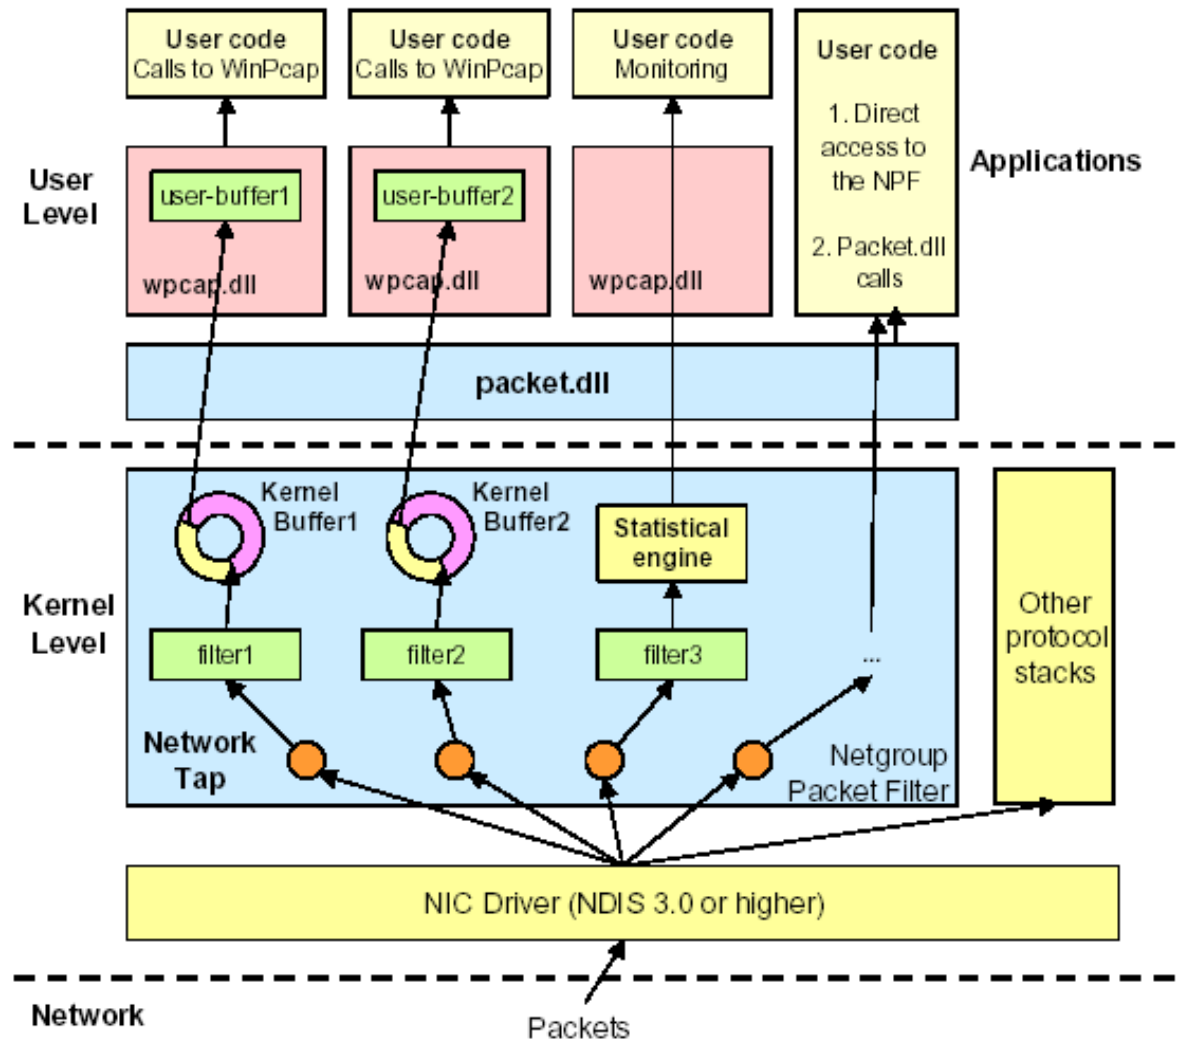 User code
Calls to WinPcap
User code
Calls to WinPcap
User code
Monitoring
User code
1. Direct
access to
the NPF
2. Packet.dll
calls
Applications
User
Level
user-buffer1
wpcap.dll
user-buffer2
wpcap.dll
wpcap.dll
packet.dll
Kernel
Level
Kernel
Buffer1
Kernel
Buffer2
Statistical
engine
filter1
filter2
filter3
...
Network
Tap
Netgroup
Packet Filter
Other
protocol
stacks
NIC Driver (NDIS 3.0 or higher)
Network
Packets